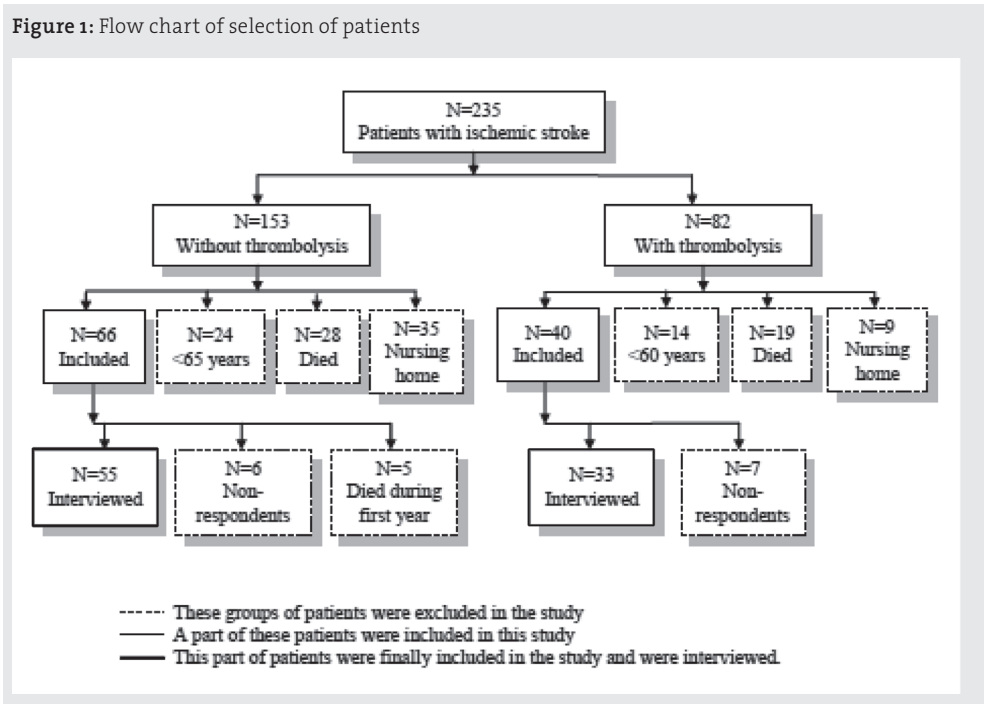 Figure 1: Flow chart of selection of patients
N=235
Patients with ischemic stroke
N=153
Without thrombolysis
N=82
With thrombolysis
N=66
Included
N=24
<65 years
N=28
Died
N=35
Nursing
home
N=40
Included
N=14
<60 years
N=19
Died
N=9
Nursing
home
N=55
Interviewed
N=6
Non-
respondents
N=5
Died during
first year
N=33
Interviewed
N=7
Non-
respondents
These groups of patients were excluded in the study
A part of these patients were included in this study
This part of patients were finally included in the study and were interviewed.